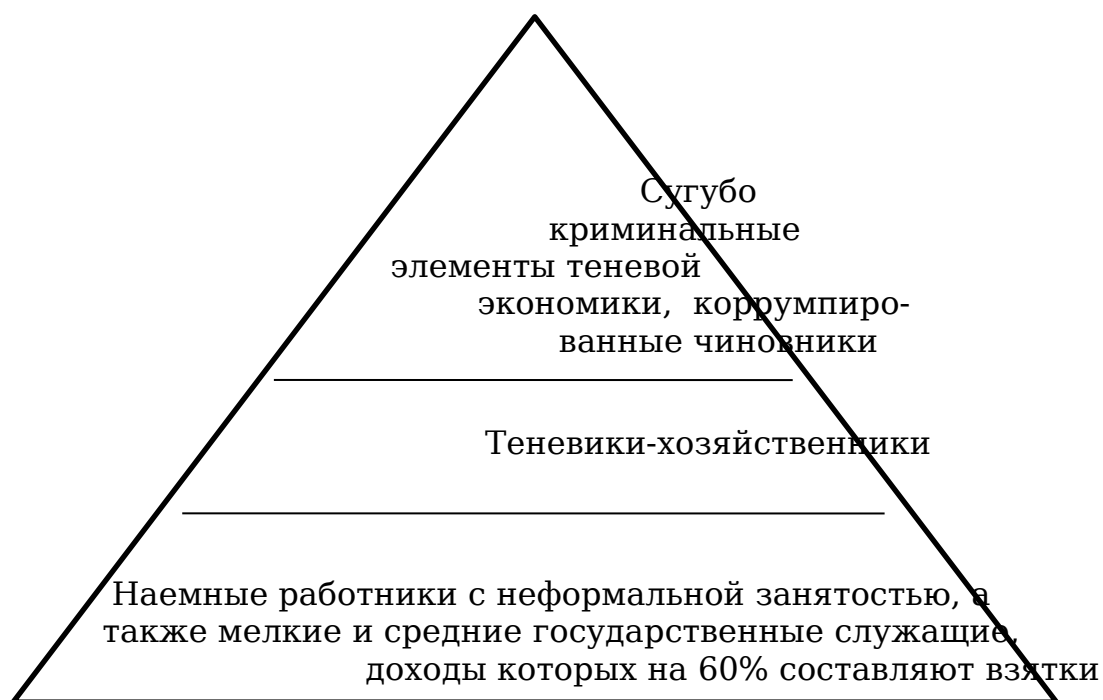 Сугубо
криминальные
элементы теневой
экономики, коррумпиро-
ванные чиновники
Теневики-хозяйственники
Наемные работники с неформальной занятостью, а
также мелкие и средние государственные служащие,
доходы которых на 60% составляют взятки